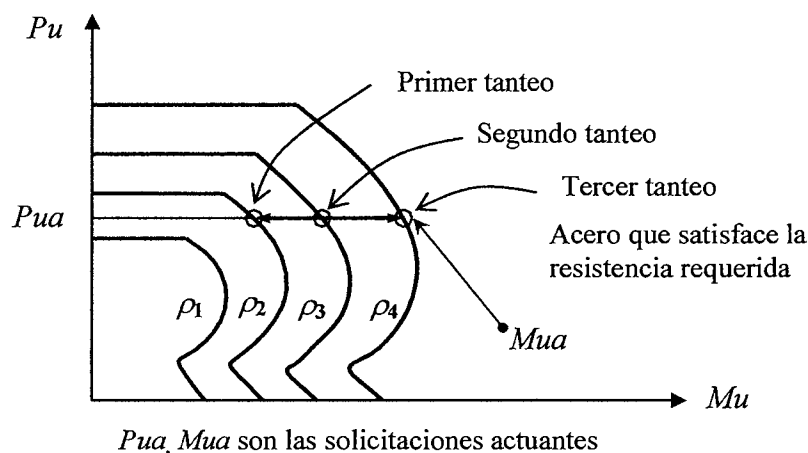 Pu
Primer tanteo
Segundo tanteo
Tercer tanteo
Pua
Acero que satisface la
resistencia requerida
ρ1 ρ2 ρ3 ρ4
Mua
Mu
Pua, Mua son las solicitaciones actuantes